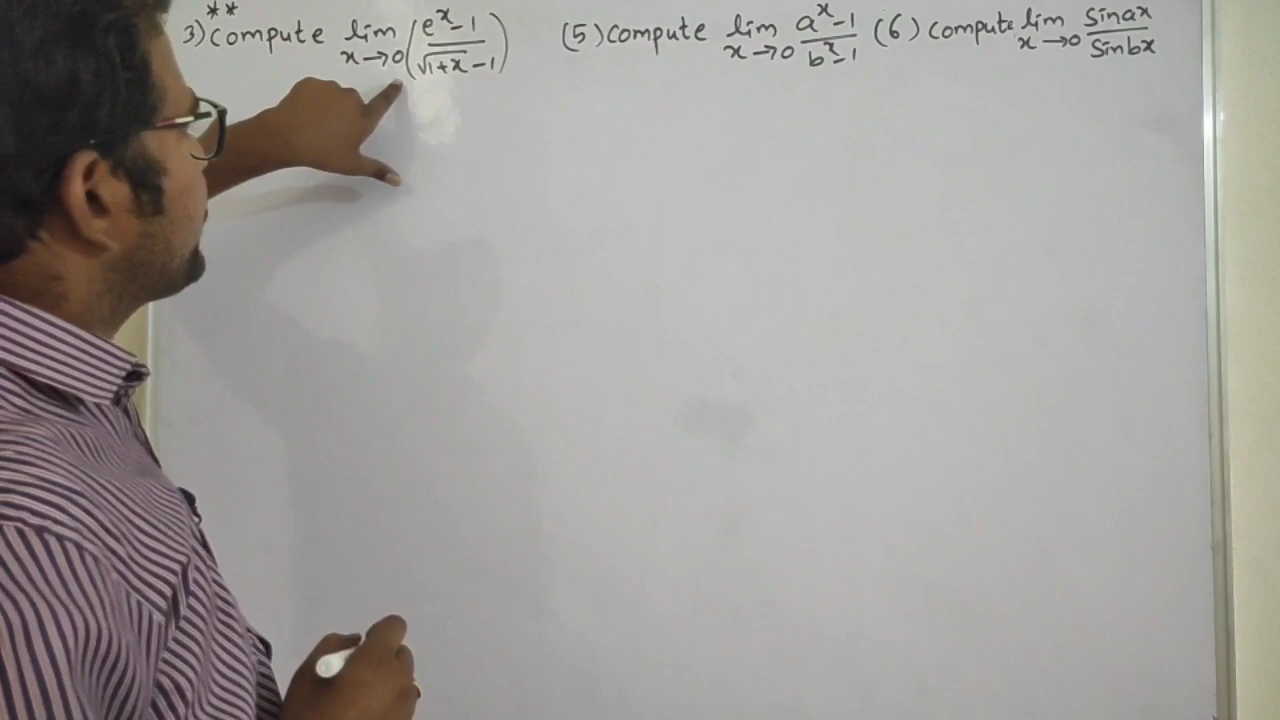 **
3) compute lim x→0 (e^x-1/√1+x-1) (5) compute lim x→0 a^x-1/b^x-1 (6) compute lim x→0 sinax/sinbx